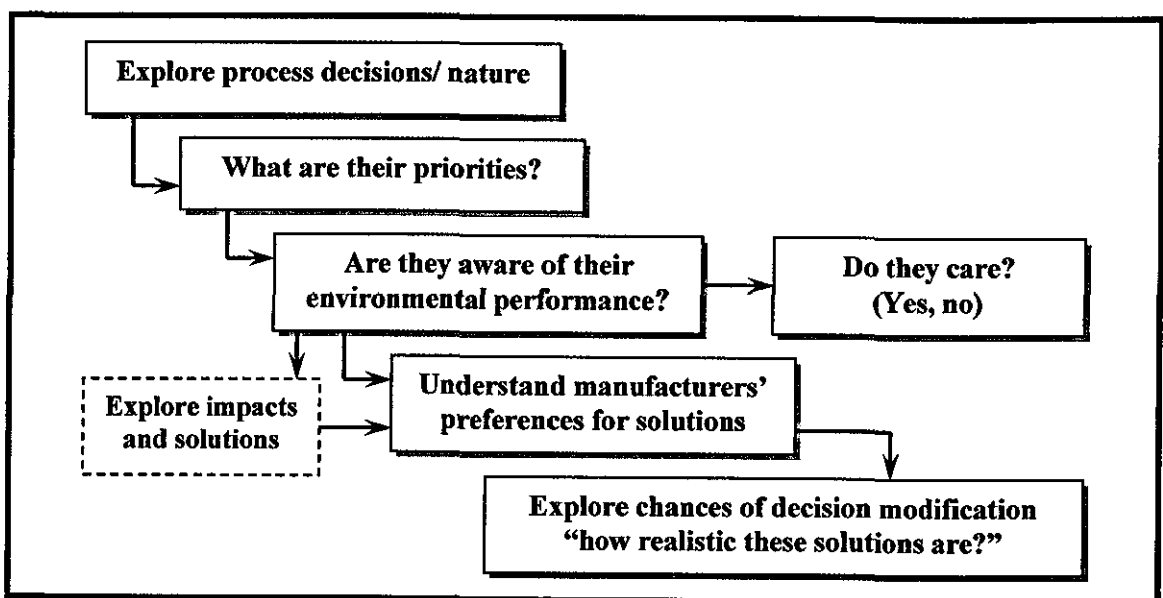 Explore process decisions/ nature
What are their priorities?
Are they aware of their
environmental performance?
Do they care?
(Yes, no)
Explore impacts
and solutions
Understand manufacturers’
preferences for solutions
Explore chances of decision modification
“how realistic these solutions are?”